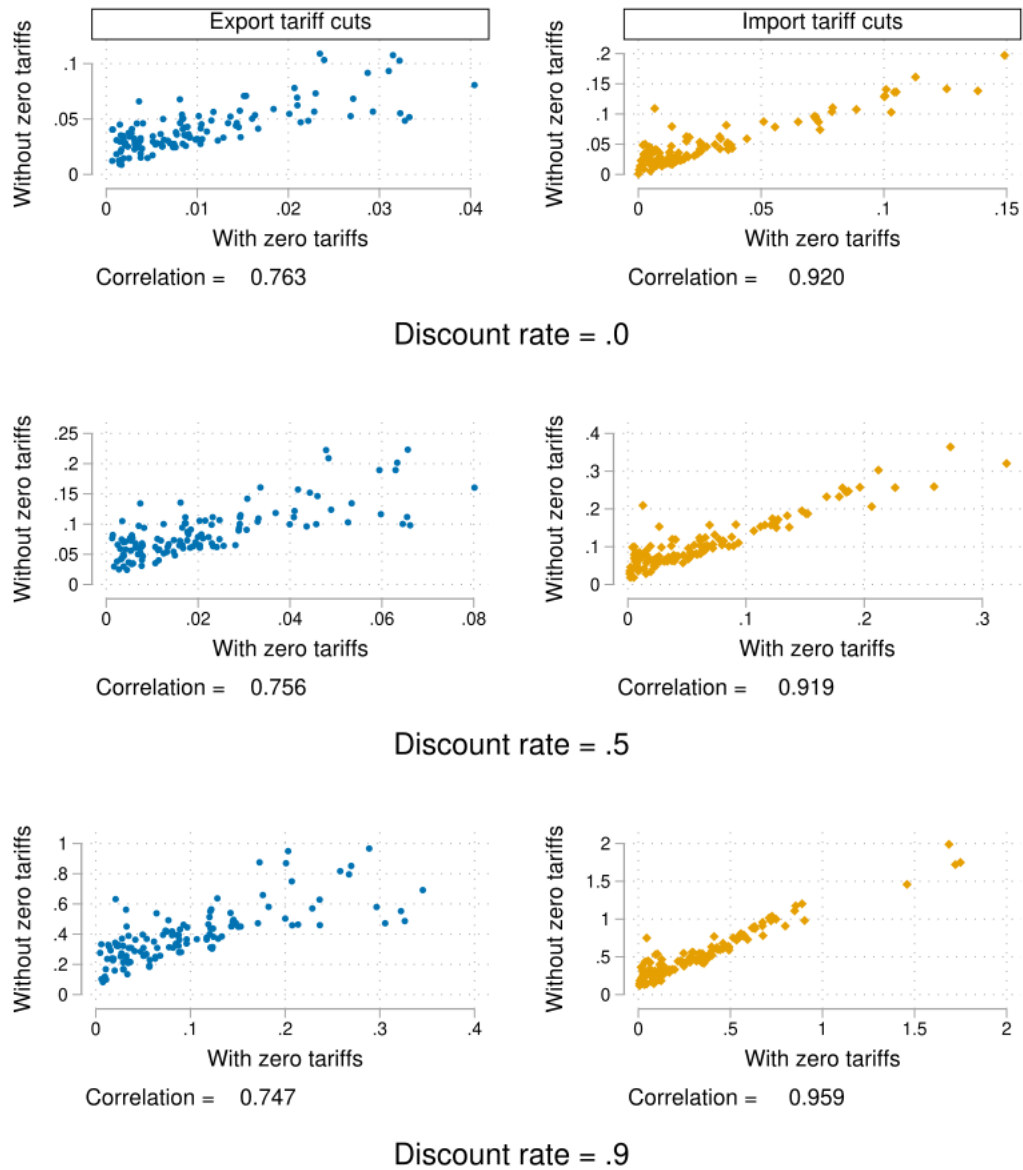 Export tariff cuts
Import tariff cuts
Without zero tariffs
.1
.05
0
0 .01 .02 .03 .04
With zero tariffs
Correlation = 0.763
Without zero tariffs
.2
.15
.1
.05
0
0 .05 .1 .15
With zero tariffs
Correlation = 0.920
Discount rate = .0
Without zero tariffs
.25
.2
.15
.1
.05
0
0 .02 .04 .06 .08
With zero tariffs
Correlation = 0.756
Without zero tariffs
.4
.3
.2
.1
0
0 .1 .2 .3
With zero tariffs
Correlation = 0.919
Discount rate = .5
Without zero tariffs
1
.8
.6
.4
.2
0
0 .1 .2 .3 .4
With zero tariffs
Correlation = 0.747
Without zero tariffs
2
1.5
1
.5
0
0 .5 1 1.5 2
With zero tariffs
Correlation = 0.959
Discount rate = .9